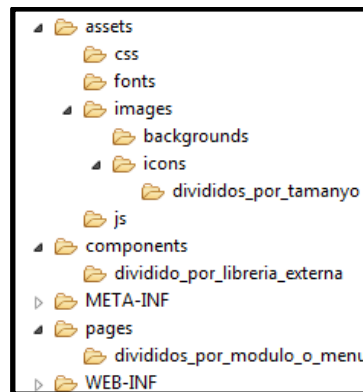 assets
css
fonts
images
backgrounds
icons
divididos_por_tamanyo
js
components
dividido_por_libreria_externa
META-INF
pages
divididos_por_modulo_o_menu
WEB-INF